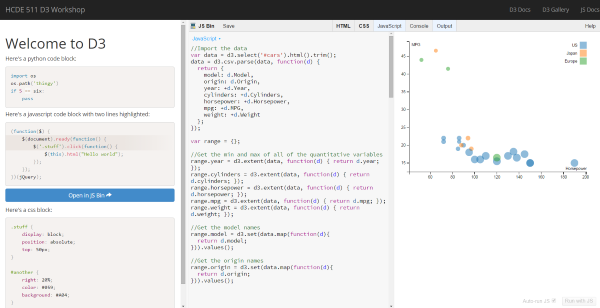 HCDE 511 D3 Workshop
D3 Docs
D3 Gallery
JS Docs
Welcome to D3
Here's a python code block:
import os
os.path('thingy')
if 5 == six:
pass
Here's a javascript code block with two lines highlighted:
(function($) {
$(document).ready(function() {
$('.stuff').click(function() {
$(this).html("Hello world");
});
});
})(jQuery);
Open in JS Bin
Here's a css block:
.stuff {
display: block;
position: absolute;
top: 50px;
}
#another {
right: 20%;
color: #869;
background: #A84;
JS Bin
Save
HTML
CSS
JavaScript
Console
Output
Help
JavaScript
//Import the data
var data = d3.select('#cars').html().trim();
data = d3.csv.parse(data, function(d) {
return {
model: d.Model,
origin: d.Origin,
year: +d.Year,
cylinders: +d.Cylinders,
horsepower: +d.Horsepower,
mpg: +d.MPG,
weight: +d.Weight
};
});
var range = {};
//Get the min and max of all of the quantitative variables
range.year = d3.extent(data, function(d) { return d.year;
});
range.cylinders = d3.extent(data, function(d) { return
d.cylinders; });
range.horsepower = d3.extent(data, function(d) { return
d.horsepower; });
range.mpg = d3.extent(data, function(d) { return d.mpg; });
range.weight = d3.extent(data, function(d) { return
d.weight; });
//Get the model names
range.model = d3.set(data.map(function(d){
return d.model;
})).values();
//Get the origin names
range.origin = d3.set(data.map(function(d){
return d.origin;
})).values();
MPG
US
Japan
Europe
45
40
35
30
25
20
15
Horsepower
60
80
100
120
140
160
180
200
Auto-run JS
Run with JS